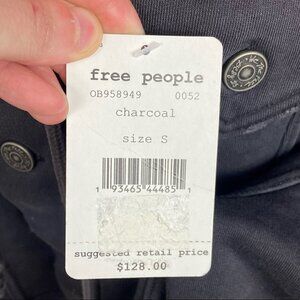 free people
OB958949 0052
charcoal
size S
1 93465 44485 1
suggested retail price
$128.00